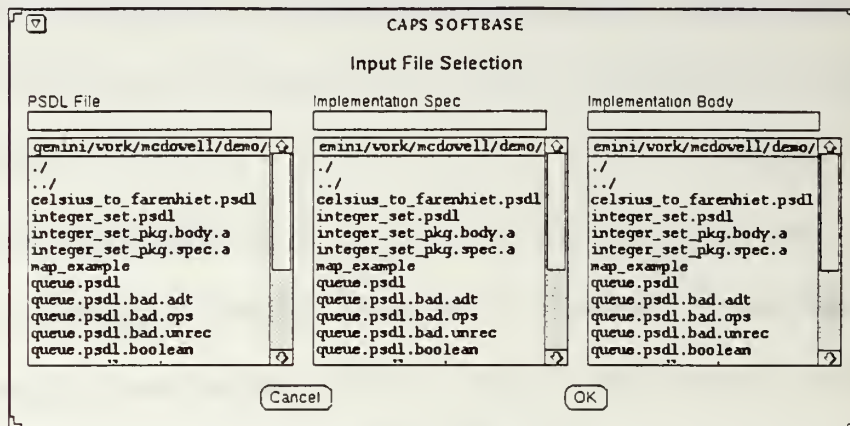 CAPS SOFTBASE
Input File Selection
PSDL File
Implementation Spec
Implementation Body
gemini/work/mcdowell/demo/
./
../
celsius_to_farenhiet.psdl
integer_set.psdl
integer_set_pkg.body.a
integer_set_pkg.spec.a
map_example
queue.psdl
queue.psdl.bad.adt
queue.psdl.bad.ops
queue.psdl.bad.unrec
queue.psdl.boolean
emini/work/mcdowell/demo/
./
../
celsius_to_farenhiet.psdl
integer_set.psdl
integer_set_pkg.body.a
integer_set_pkg.spec.a
map_example
queue.psdl
queue.psdl.bad.adt
queue.psdl.bad.ops
queue.psdl.bad.unrec
queue.psdl.boolean
emini/work/mcdowell/demo/
./
../
celsius_to_farenhiet.psdl
integer_set.psdl
integer_set_pkg.body.a
integer_set_pkg.spec.a
map_example
queue.psdl
queue.psdl.bad.adt
queue.psdl.bad.ops
queue.psdl.bad.unrec
queue.psdl.boolean
Cancel
OK